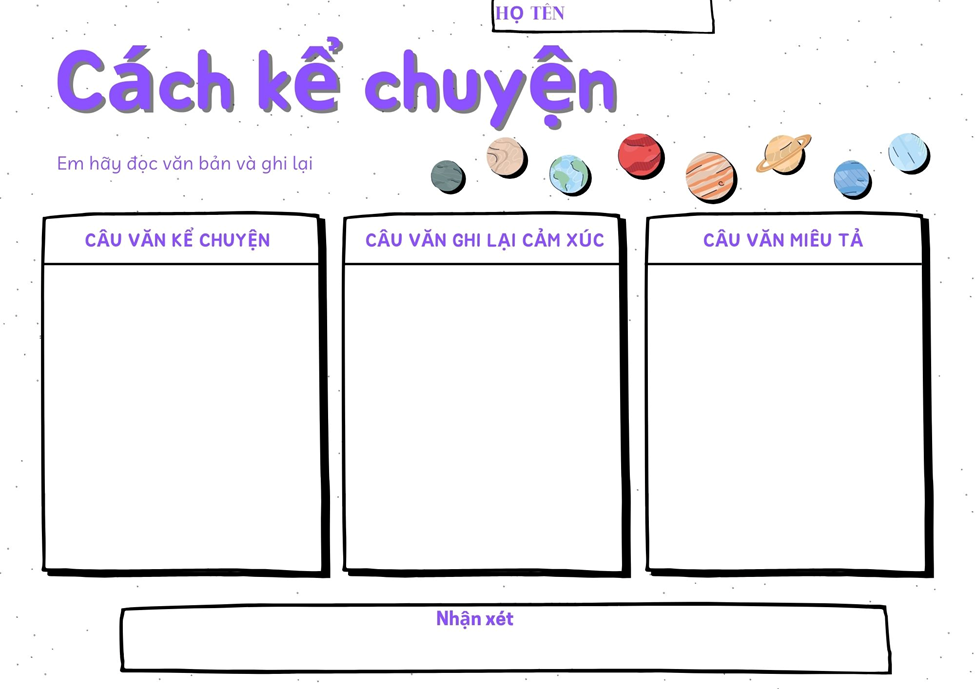 HỌ TÊN
Cách kể chuyện
Em hãy đọc văn bản và ghi lại
CÂU VĂN KỂ CHUYỆN
CÂU VĂN GHI LẠI CẢM XÚC
CÂU VĂN MIÊU TẢ
Nhận xét